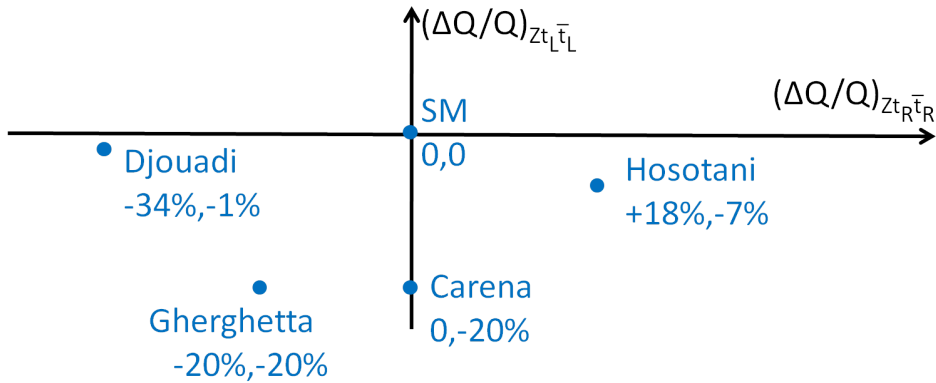 (ΔQ/Q)Zt_L t̄_L
(ΔQ/Q)Zt_R t̄_R
SM
0,0
Djouadi
-34%,-1%
Hosotani
+18%,-7%
Gherghetta
-20%,-20%
Carena
0,-20%